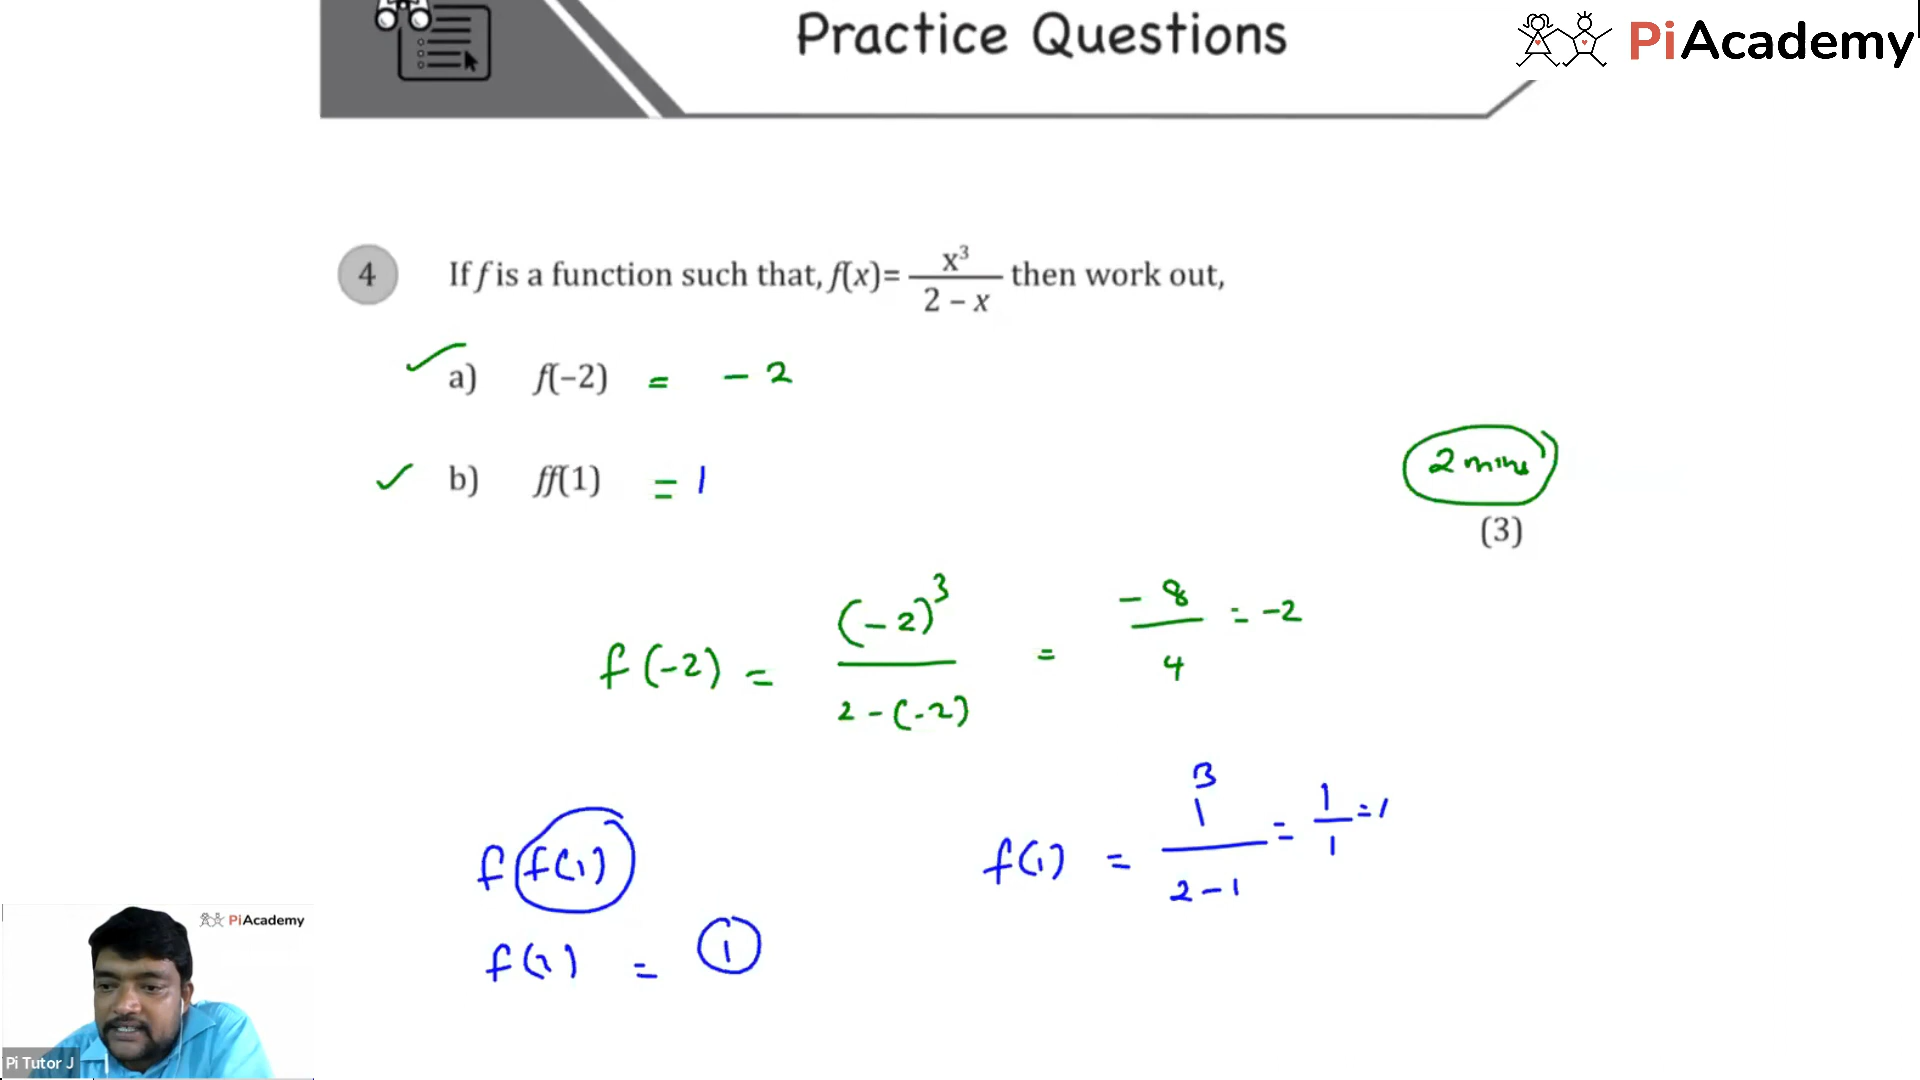 Practice Questions
PiAcademy
4 If f is a function such that, f(x)= x³/(2 – x) then work out,
a) f(–2) = – 2
b) ff(1) = 1
2 mins
(3)
f(-2) = (-2)³/(2-(-2)) = -8/4 = -2
f f(1)
f(1) = 1³/(2-1) = 1/1 = 1
f(1) = 1
PiAcademy
Pi Tutor J